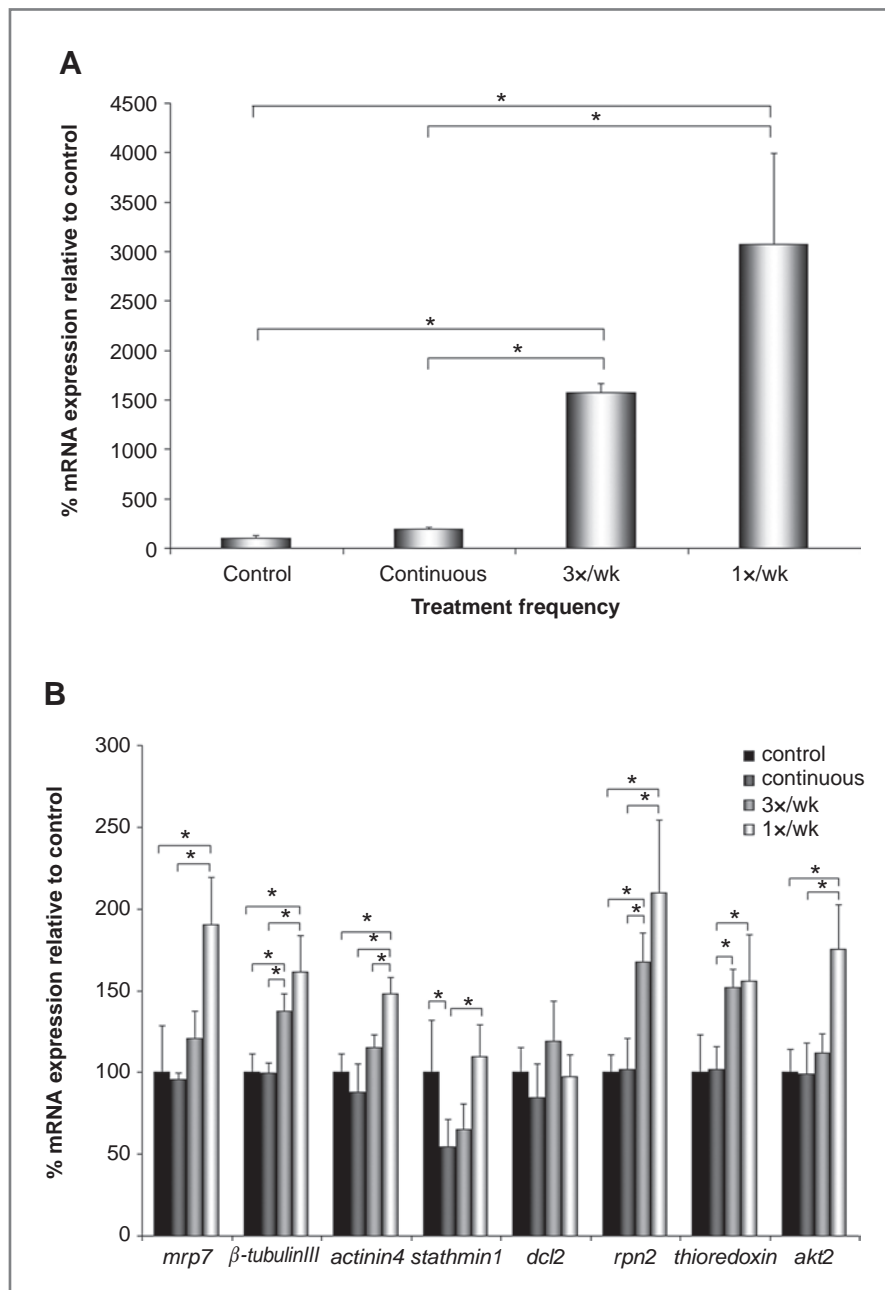 A
% mRNA expression relative to control
4500
4000
3500
3000
2500
2000
1500
1000
500
0
*
*
*
*
Control Continuous 3×/wk 1×/wk
Treatment frequency
B
% mRNA expression relative to control
300
250
200
150
100
50
0
control
continuous
3×/wk
1×/wk
* * * * * * * * * * * * * * * * * * * *
mrp7 β-tubulinIII actinin4 stathmin1 dcl2 rpn2 thioredoxin akt2